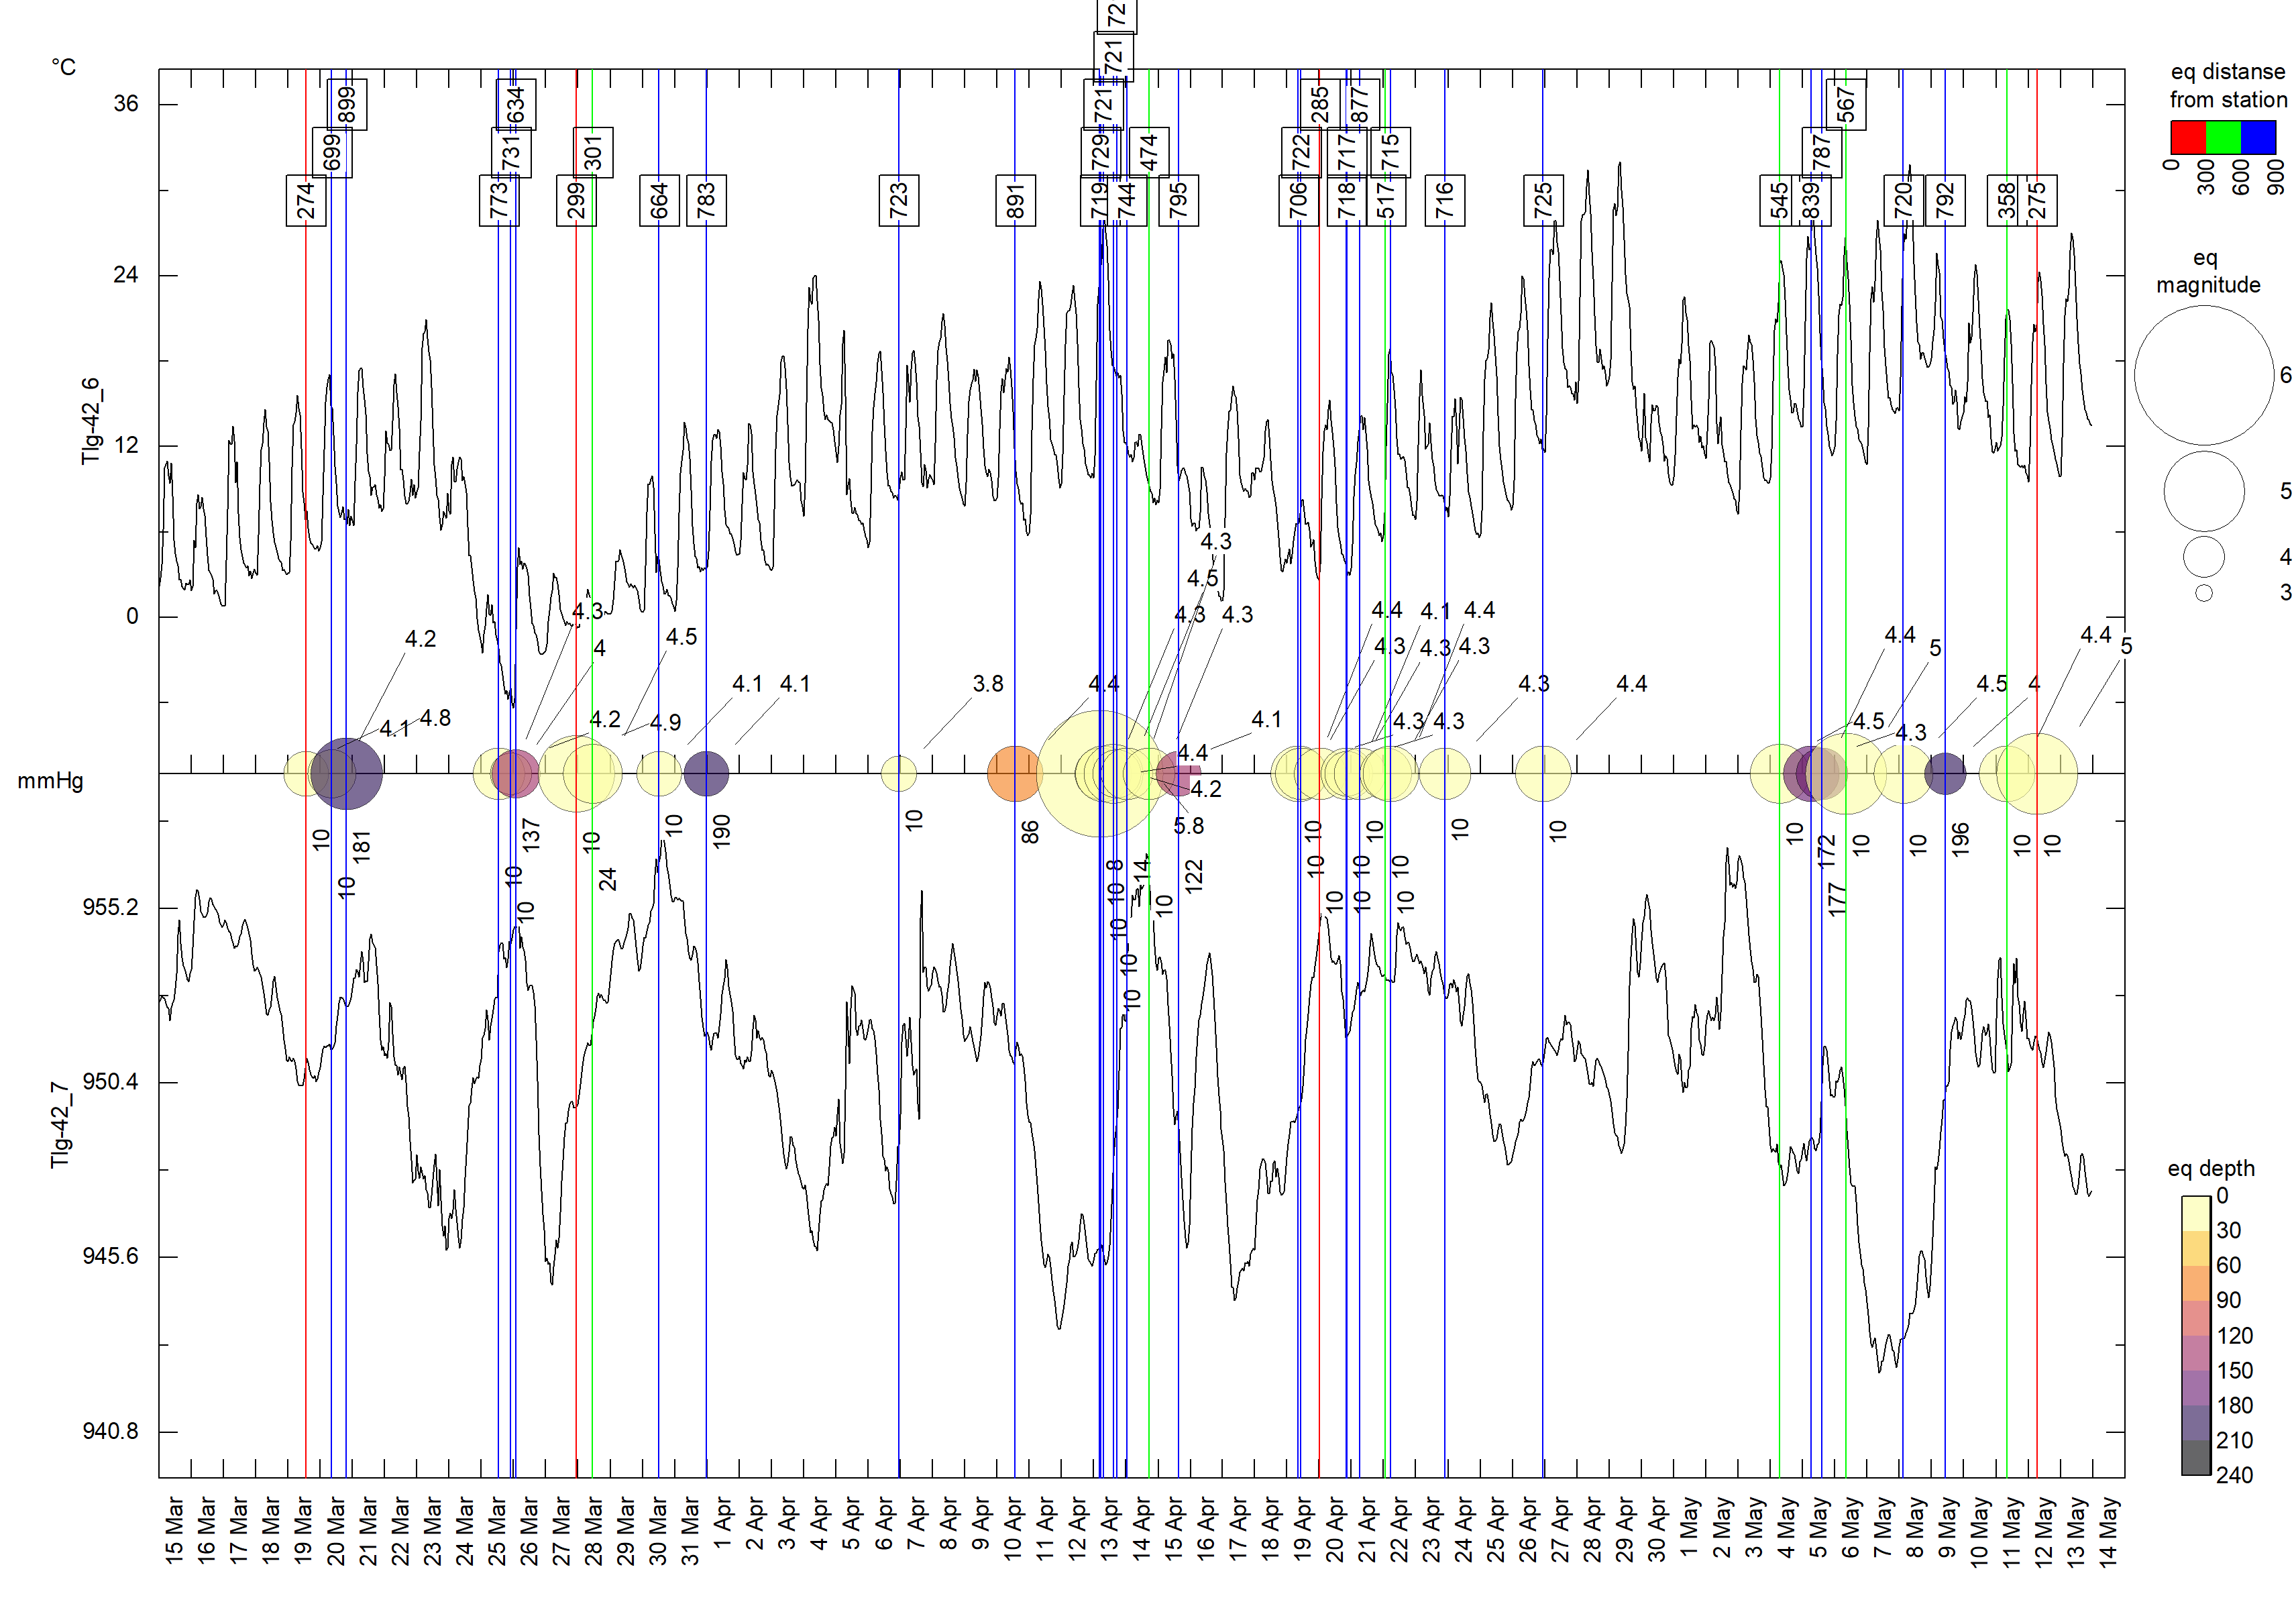 72
721
°C
eq distanse
from station
36
899
634
721
285
877
567
699
731
301
729
474
722
717
715
787
0
300
600
900
274
773
299
664
783
723
891
719
744
795
706
718
517
716
725
545
839
720
792
358
275
24
eq
magnitude
6
Tlg-42_6
12
5
4
3
0
4.3
4.5
4.3
4.3
4.3
4.4
4.1
4.4
4.2
4
4.5
4.3
4.3
4.3
4.4
5
4.4
5
4.1
4.1
3.8
4.4
4.3
4.4
4.5
4
4.1
4.8
4.2
4.9
4.1
4.3
4.3
4.5
4.3
4.4
4.2
5.8
mmHg
10
10
181
137
10
10
10
24
10
190
10
86
8
10
14
10
10
10
10
122
10
10
10
10
10
10
10
10
10
10
10
172
177
10
10
196
10
10
955.2
950.4
Tlg-42_7
945.6
940.8
eq depth
0
30
60
90
120
150
180
210
240
15 Mar
16 Mar
17 Mar
18 Mar
19 Mar
20 Mar
21 Mar
22 Mar
23 Mar
24 Mar
25 Mar
26 Mar
27 Mar
28 Mar
29 Mar
30 Mar
31 Mar
1 Apr
2 Apr
3 Apr
4 Apr
5 Apr
6 Apr
7 Apr
8 Apr
9 Apr
10 Apr
11 Apr
12 Apr
13 Apr
14 Apr
15 Apr
16 Apr
17 Apr
18 Apr
19 Apr
20 Apr
21 Apr
22 Apr
23 Apr
24 Apr
25 Apr
26 Apr
27 Apr
28 Apr
29 Apr
30 Apr
1 May
2 May
3 May
4 May
5 May
6 May
7 May
8 May
9 May
10 May
11 May
12 May
13 May
14 May